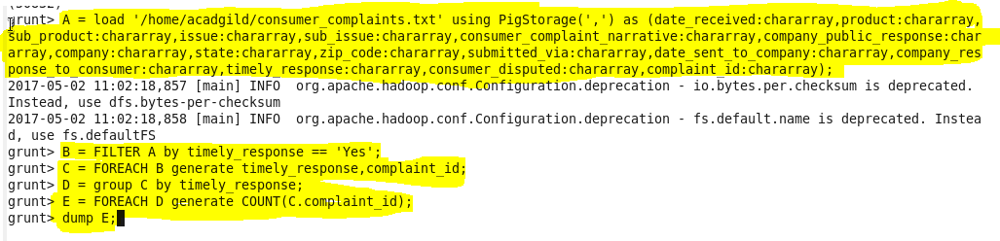 grunt> A = load '/home/acadgild/consumer_complaints.txt' using PigStorage(',') as (date_received:chararray,product:chararray,
sub_product:chararray,issue:chararray,sub_issue:chararray,consumer_complaint_narrative:chararray,company_public_response:char
array,company:chararray,state:chararray,zip_code:chararray,submitted_via:chararray,date_sent_to_company:chararray,company_res
ponse_to_consumer:chararray,timely_response:chararray,consumer_disputed:chararray,complaint_id:chararray);
2017-05-02 11:02:18,857 [main] INFO  org.apache.hadoop.conf.Configuration.deprecation - io.bytes.per.checksum is deprecated.
Instead, use dfs.bytes-per-checksum
2017-05-02 11:02:18,858 [main] INFO  org.apache.hadoop.conf.Configuration.deprecation - fs.default.name is deprecated. Instea
d, use fs.defaultFS
grunt> B = FILTER A by timely_response == 'Yes';
grunt> C = FOREACH B generate timely_response,complaint_id;
grunt> D = group C by timely_response;
grunt> E = FOREACH D generate COUNT(C.complaint_id);
grunt> dump E;